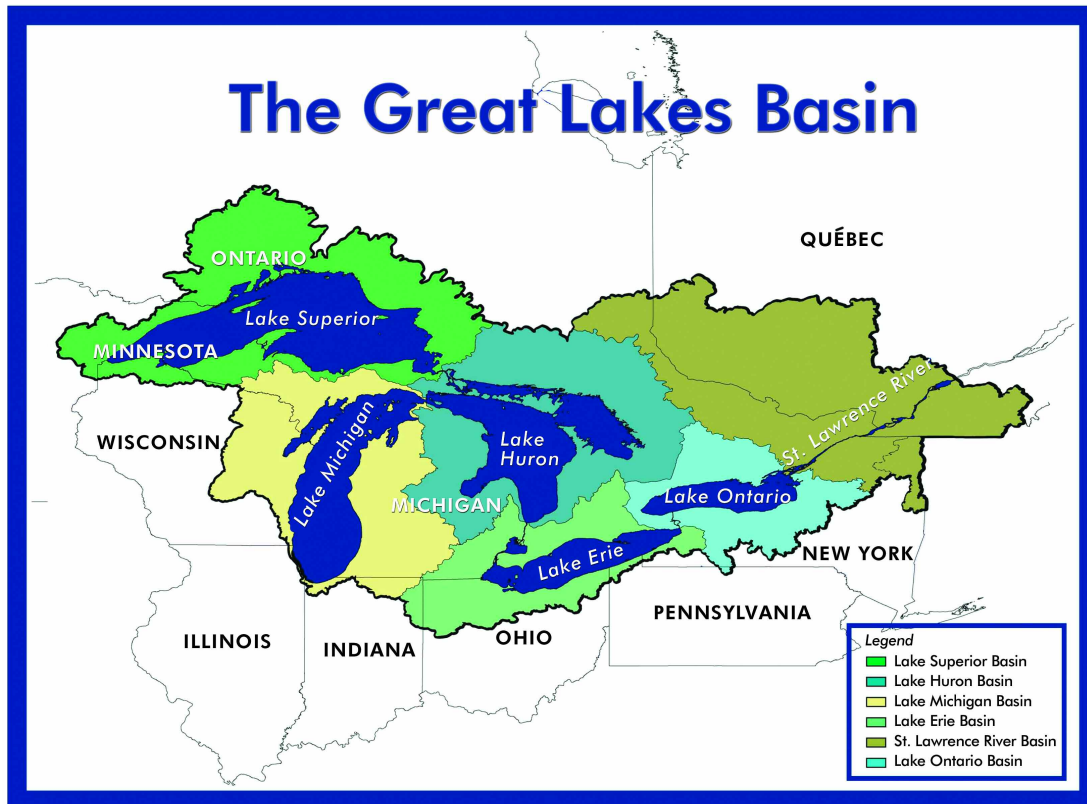 The Great Lakes Basin
QUÉBEC
ONTARIO
Lake Superior
MINNESOTA
St. Lawrence River
WISCONSIN
Lake Michigan
Lake
Huron
MICHIGAN
Lake Ontario
Lake Erie
NEW YORK
PENNSYLVANIA
ILLINOIS
INDIANA
OHIO
Legend
Lake Superior Basin
Lake Huron Basin
Lake Michigan Basin
Lake Erie Basin
St. Lawrence River Basin
Lake Ontario Basin